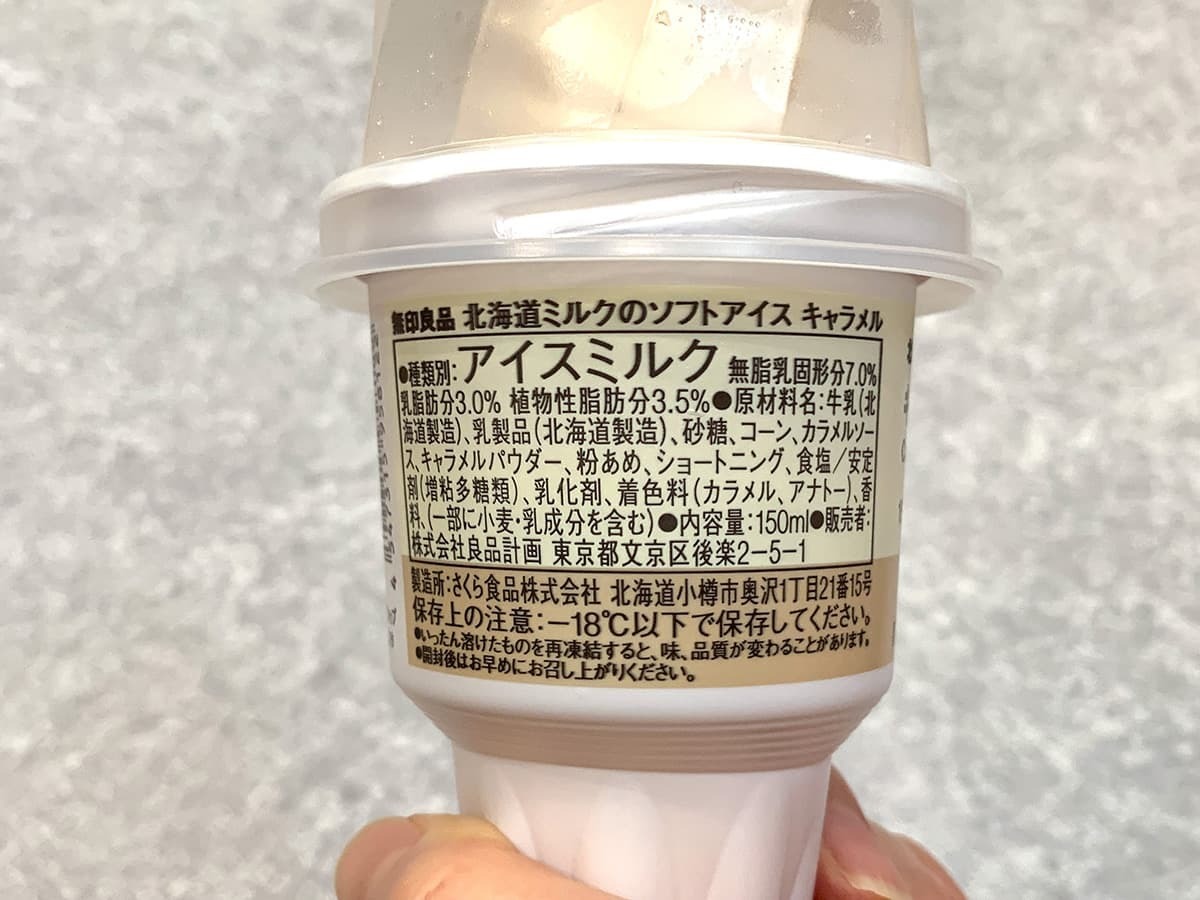 無印良品 北海道ミルクのソフトアイス キャラメル
●種類別:アイスミルク 無脂乳固形分7.0%
乳脂肪分3.0% 植物性脂肪分3.5%●原材料名:牛乳(北
海道製造)、乳製品(北海道製造)、砂糖、コーン、カラメルソー
ス、キャラメルパウダー、粉あめ、ショートニング、食塩/安定
剤(増粘多糖類)、乳化剤、着色料(カラメル、アナトー)、香
料、(一部に小麦・乳成分を含む)●内容量:150ml●販売者:
株式会社良品計画 東京都文京区後楽2-5-1
製造所:さくら食品株式会社 北海道小樽市奥沢1丁目21番15号
保存上の注意:-18℃以下で保存してください。
●いったん溶けたものを再凍結すると、味、品質が変わることがあります。
●開封後はお早めにお召し上がりください。